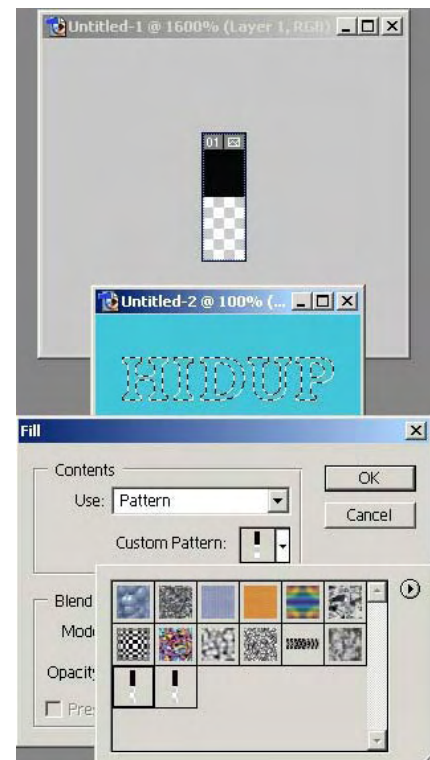 Untitled-1 @ 1600% (Layer 1, RGB)
01
Untitled-2 @ 100% (...
HIDUP
Fill
Contents
OK
Use: Pattern
Cancel
Custom Pattern:
Blend
Mod
Opacit
Pre